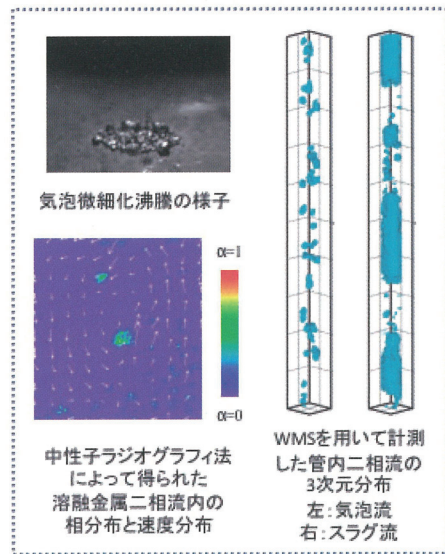 気泡微細化沸騰の様子
α=1
α=0
中性子ラジオグラフィ法
によって得られた
溶融金属二相流内の
相分布と速度分布
WMSを用いて計測
した管内二相流の
3次元分布
左：気泡流
右：スラグ流